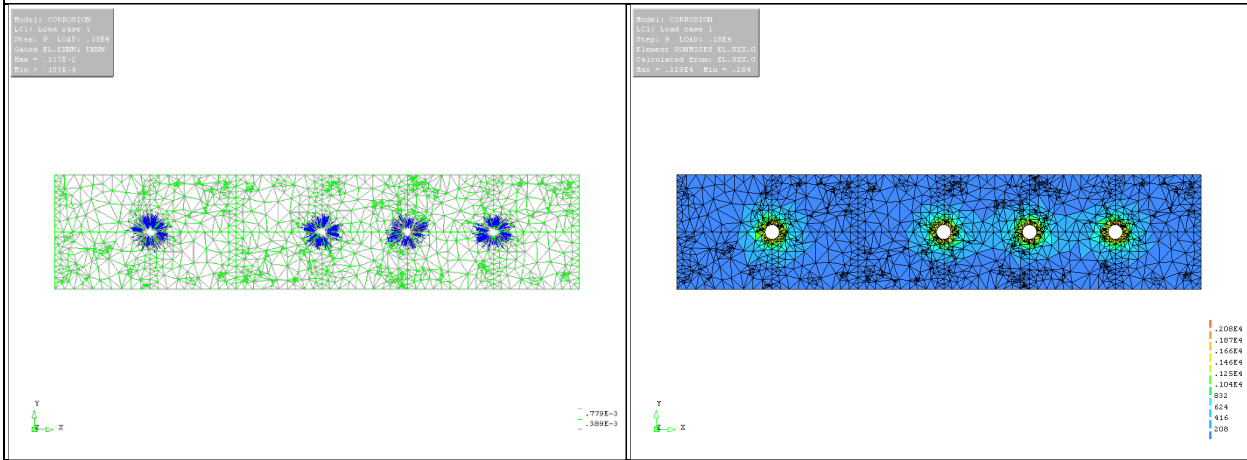 Model: CORROSION
LC1: Load case 1
Step: 9 LOAD: .18E4
Gauss EL.EKNN1 EKNN
Max = .117E-2
Min =
Y
Z X
.779E-3
.389E-3
Model: CORROSION
LC1: Load case 1
Step: 9 LOAD: .18E4
Element VONMISES EL.SXX.G
Calculated from: EL.SXX.G
Max = .229E4 Min = .284
Y
Z X
.208E4
.187E4
.166E4
.146E4
.125E4
.104E4
832
624
416
208